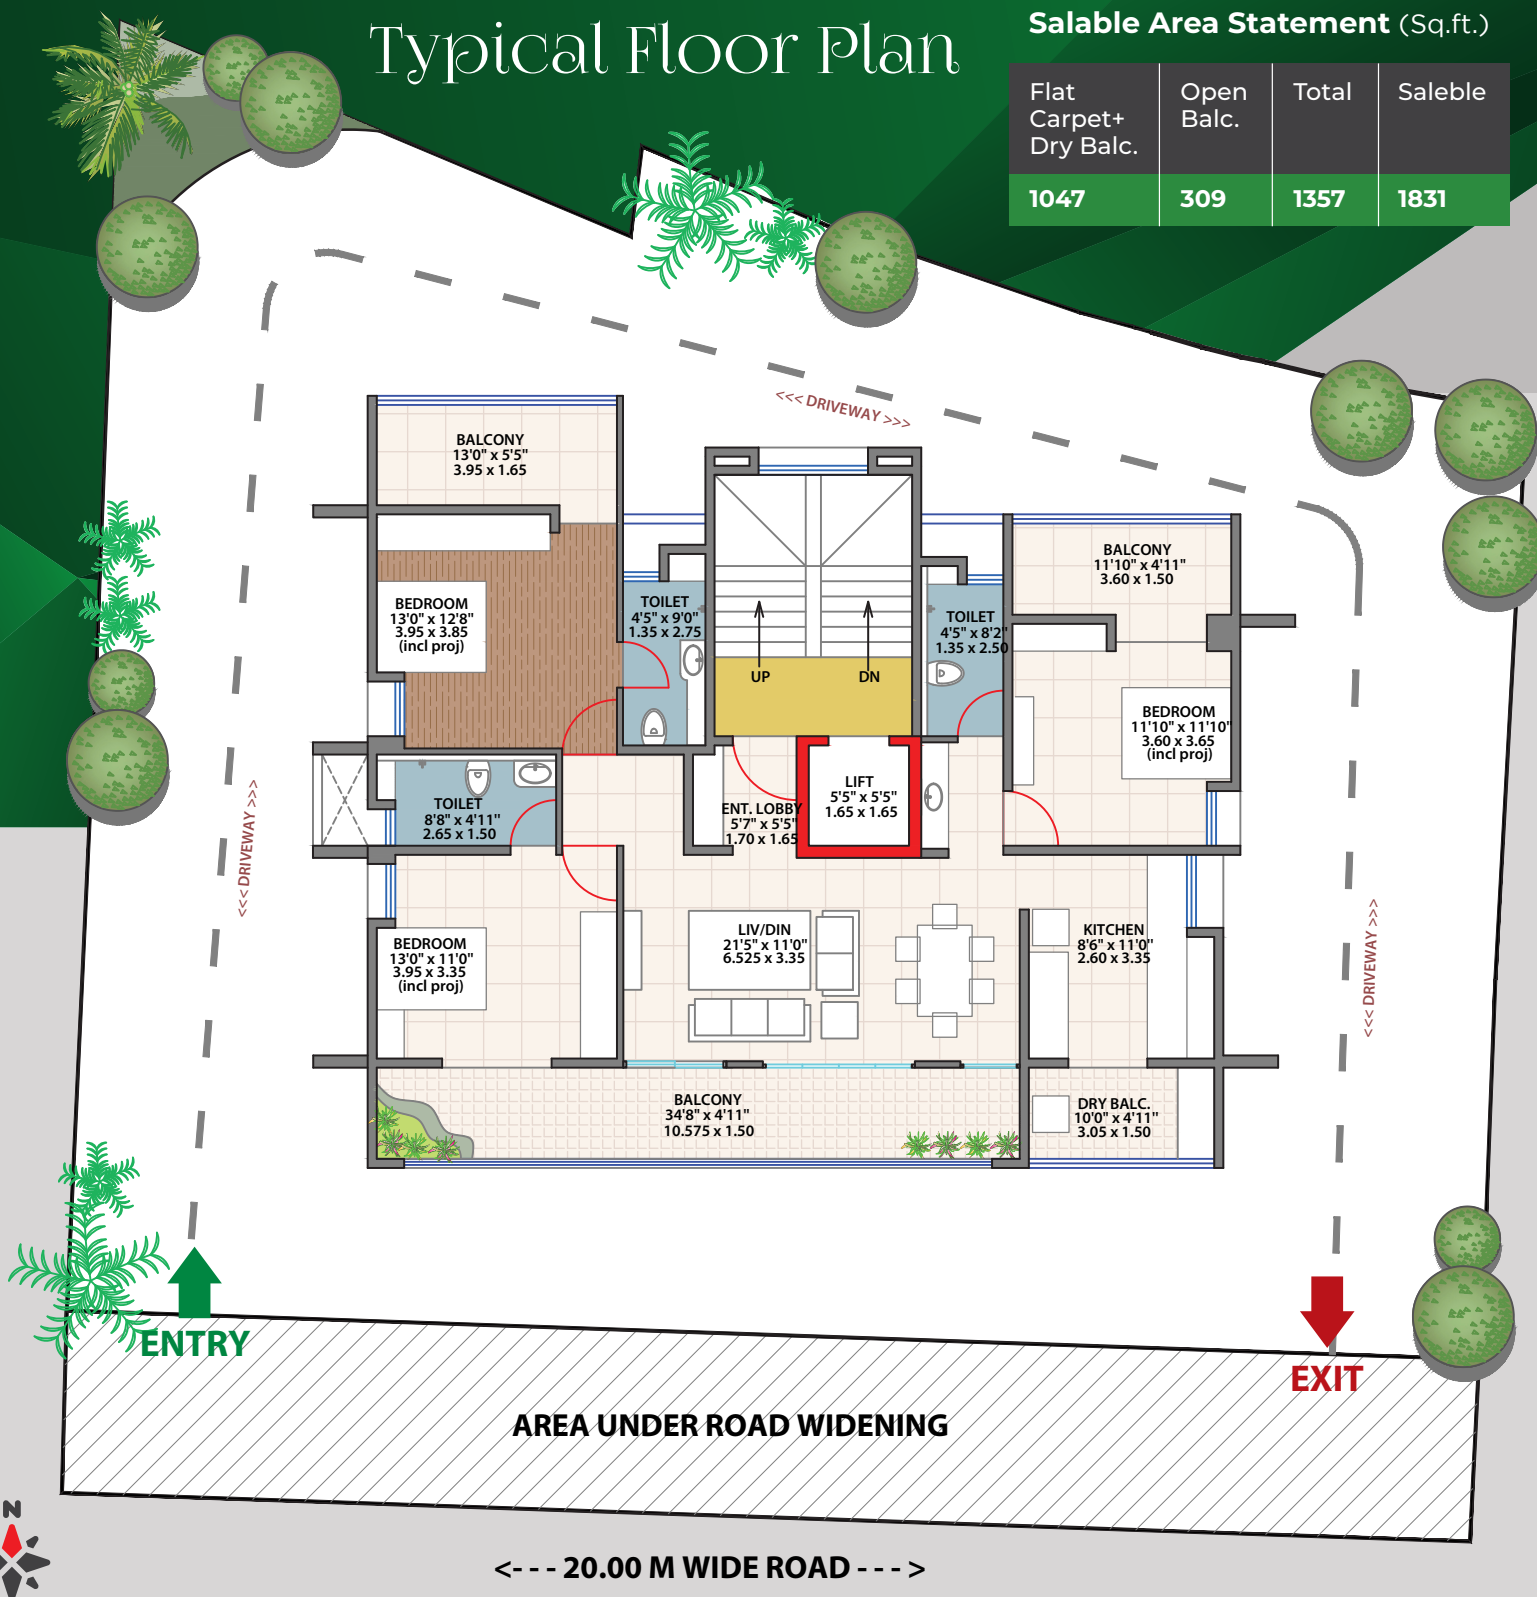 Typical Floor Plan
Salable Area Statement (Sq.ft.)
Flat
Carpet+
Dry Balc.
Open
Balc.
Total
Saleble
1047
309
1357
1831
<<< DRIVEWAY >>>
BALCONY
13'0" x 5'5"
3.95 x 1.65
BALCONY
11'10" x 4'11"
3.60 x 1.50
BEDROOM
13'0" x 12'8"
3.95 x 3.85
(incl proj)
TOILET
4'5" x 9'0"
1.35 x 2.75
TOILET
4'5" x 8'2"
1.35 x 2.50
UP
DN
BEDROOM
11'10" x 11'10"
3.60 x 3.65
(incl proj)
LIFT
5'5" x 5'5"
1.65 x 1.65
ENT. LOBBY
5'7" x 5'5"
1.70 x 1.65
TOILET
8'8" x 4'11"
2.65 x 1.50
<<< DRIVEWAY >>>
BEDROOM
13'0" x 11'0"
3.95 x 3.35
(incl proj)
LIV/DIN
21'5" x 11'0"
6.525 x 3.35
KITCHEN
8'6" x 11'0"
2.60 x 3.35
<<< DRIVEWAY >>>
BALCONY
34'8" x 4'11"
10.575 x 1.50
DRY BALC.
10'0" x 4'11"
3.05 x 1.50
ENTRY
EXIT
AREA UNDER ROAD WIDENING
N
<--- 20.00 M WIDE ROAD --->